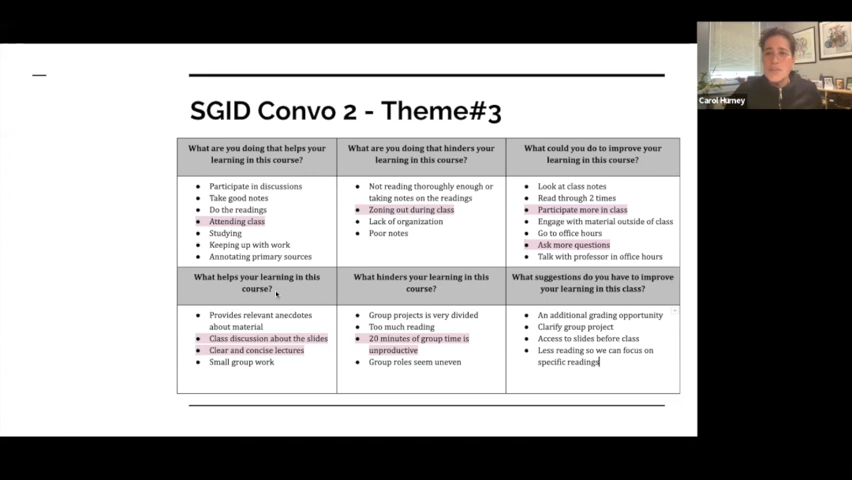 SGID Convo 2 - Theme#3
What are you doing that helps your
learning in this course?
What are you doing that hinders your
learning in this course?
What could you do to improve your
learning in this course?
• Participate in discussions
• Take good notes
• Do the readings
• Attending class
• Studying
• Keeping up with work
• Annotating primary sources
• Not reading thoroughly enough or
taking notes on the readings
• Zoning out during class
• Lack of organization
• Poor notes
• Look at class notes
• Read through 2 times
• Participate more in class
• Engage with material outside of class
• Go to office hours
• Ask more questions
• Talk with professor in office hours
What helps your learning in this
course?
What hinders your learning in this
course?
What suggestions do you have to improve
your learning in this class?
• Provides relevant anecdotes
about material
• Class discussion about the slides
• Clear and concise lectures
• Small group work
• Group projects is very divided
• Too much reading
• 20 minutes of group time is
unproductive
• Group roles seem uneven
• An additional grading opportunity
• Clarify group project
• Access to slides before class
• Less reading so we can focus on
specific readings
Carol Hurney